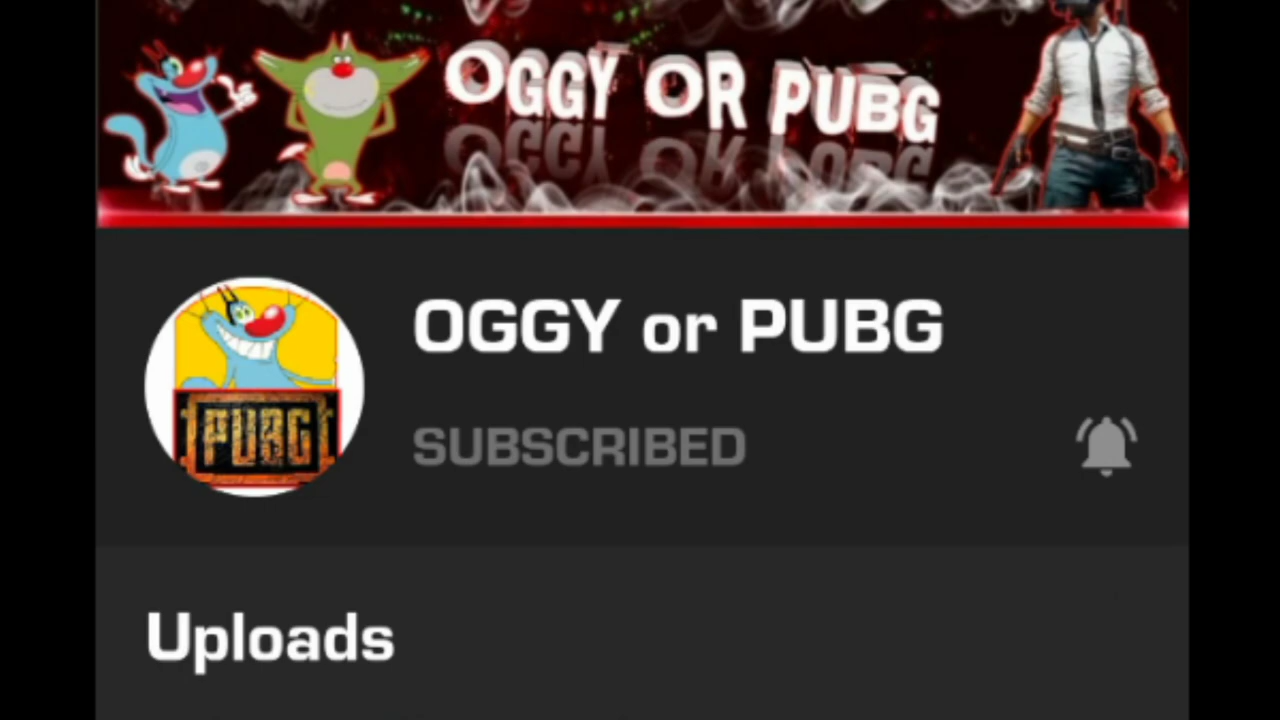 OGGY OR PUBG
OGGY or PUBG
PUBG
SUBSCRIBED
Uploads